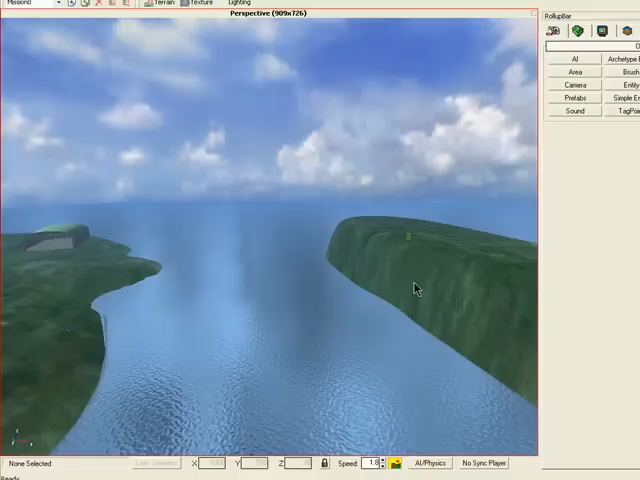 Mission0 Terrain Texture Lighting
Perspective (909x726)
RollupBar
AI Archetype E
Area Brush
Camera Entity
Prefabs Simple En
Sound TagPoi
None Selected X Y Z Speed: 1.8 AI/Physics No Sync Player
Ready